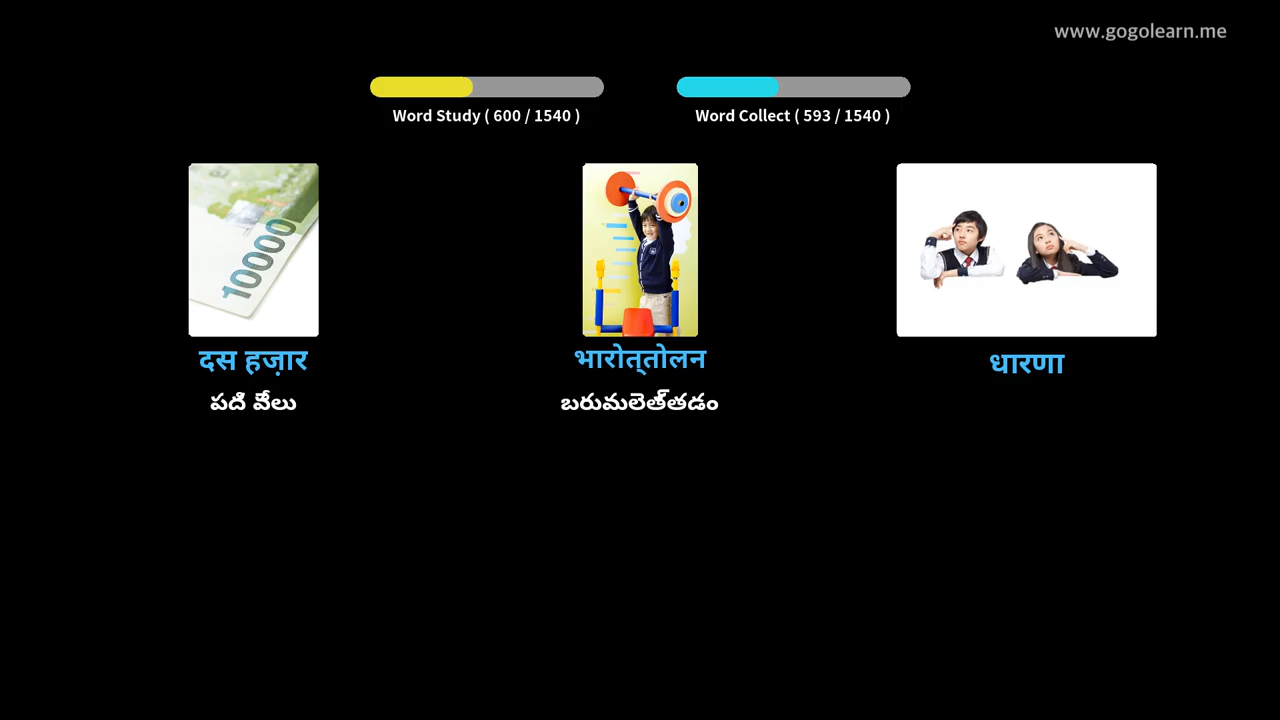 www.gogolearn.me
Word Study ( 600 / 1540 )
Word Collect ( 593 / 1540 )
10000
दस हज़ार
भारोत्तोलन
धारणा
పది వేలు
బరుమలెత్తడం